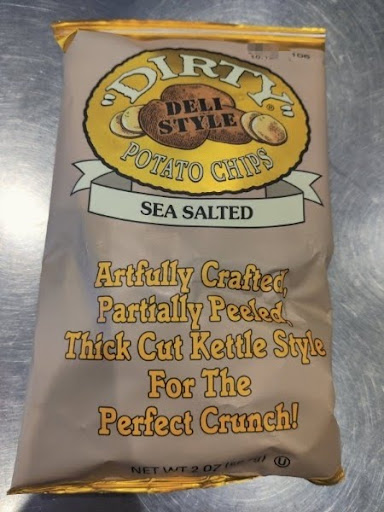 "DIRTY"®
DELI
STYLE
POTATO CHIPS
SEA SALTED
Artfully Crafted,
Partially Peeled,
Thick Cut Kettle Style
For The
Perfect Crunch!
NET WT 2 OZ
U